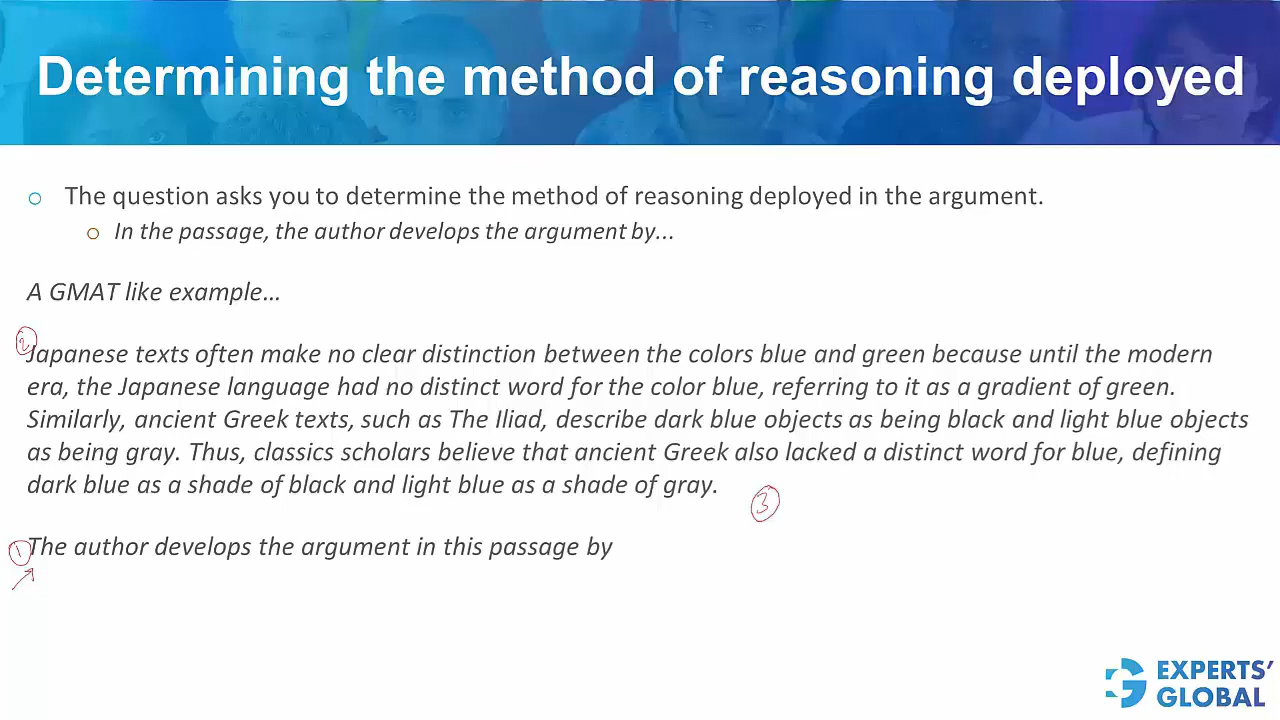 Determining the method of reasoning deployed
The question asks you to determine the method of reasoning deployed in the argument.
In the passage, the author develops the argument by...
A GMAT like example…
2
Japanese texts often make no clear distinction between the colors blue and green because until the modern
era, the Japanese language had no distinct word for the color blue, referring to it as a gradient of green.
Similarly, ancient Greek texts, such as The Iliad, describe dark blue objects as being black and light blue objects
as being gray. Thus, classics scholars believe that ancient Greek also lacked a distinct word for blue, defining
dark blue as a shade of black and light blue as a shade of gray.
3
1
The author develops the argument in this passage by
EXPERTS'
GLOBAL